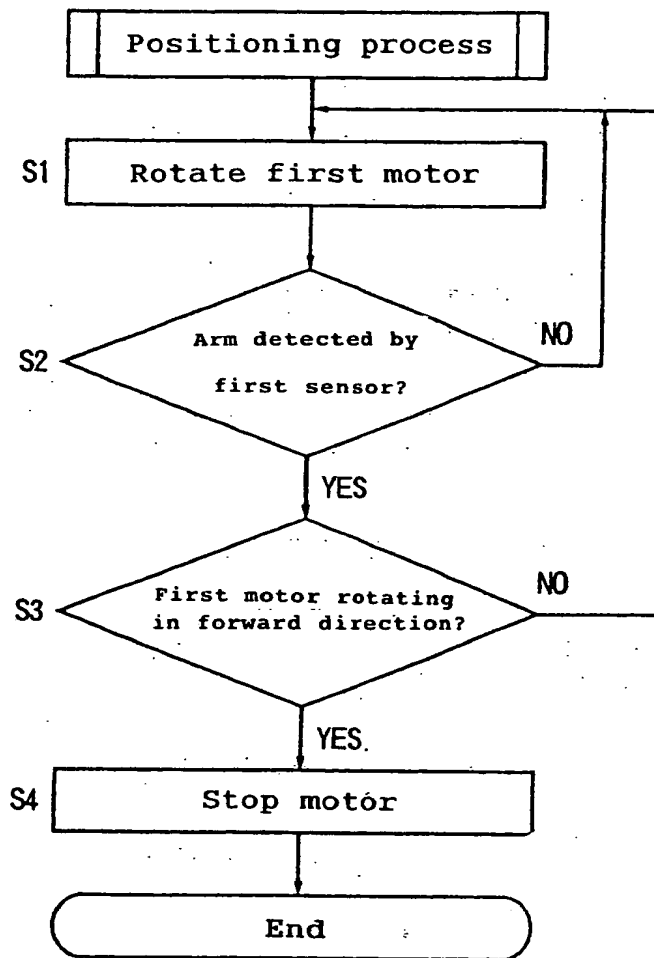 Positioning process
S1
Rotate first motor
S2
Arm detected by
first sensor?
NO
YES
S3
First motor rotating
in forward direction?
NO
YES.
S4
Stop motor
End